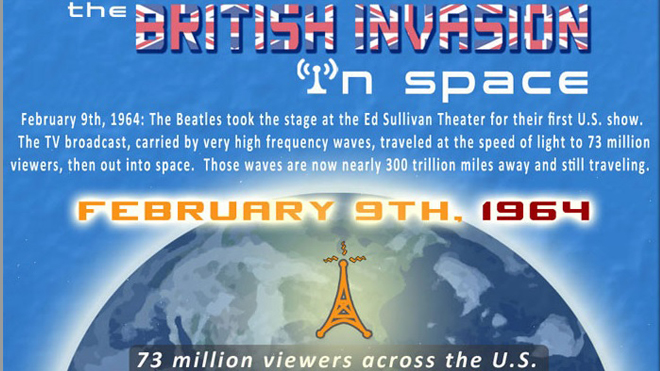 the BRITISH INVASION
in space
February 9th, 1964: The Beatles took the stage at the Ed Sullivan Theater for their first U.S. show.
The TV broadcast, carried by very high frequency waves, traveled at the speed of light to 73 million
viewers, then out into space. Those waves are now nearly 300 trillion miles away and still traveling.
FEBRUARY 9TH, 1964
73 million viewers across the U.S.